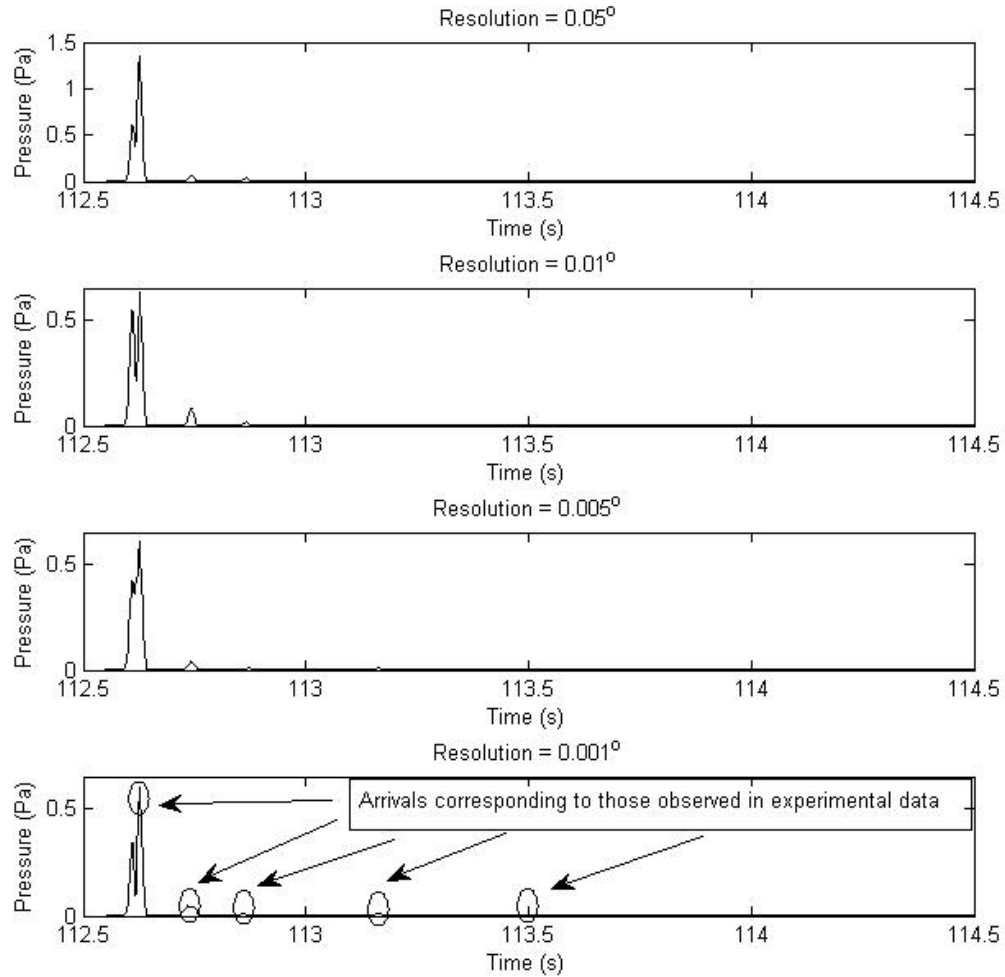 Resolution = 0.05°
1.5
1
0.5
0
Pressure (Pa)
112.5 113 113.5 114 114.5
Time (s)
Resolution = 0.01°
0.5
0
Pressure (Pa)
112.5 113 113.5 114 114.5
Time (s)
Resolution = 0.005°
0.5
0
Pressure (Pa)
112.5 113 113.5 114 114.5
Time (s)
Resolution = 0.001°
0.5
0
Pressure (Pa)
Arrivals corresponding to those observed in experimental data
112.5 113 113.5 114 114.5
Time (s)